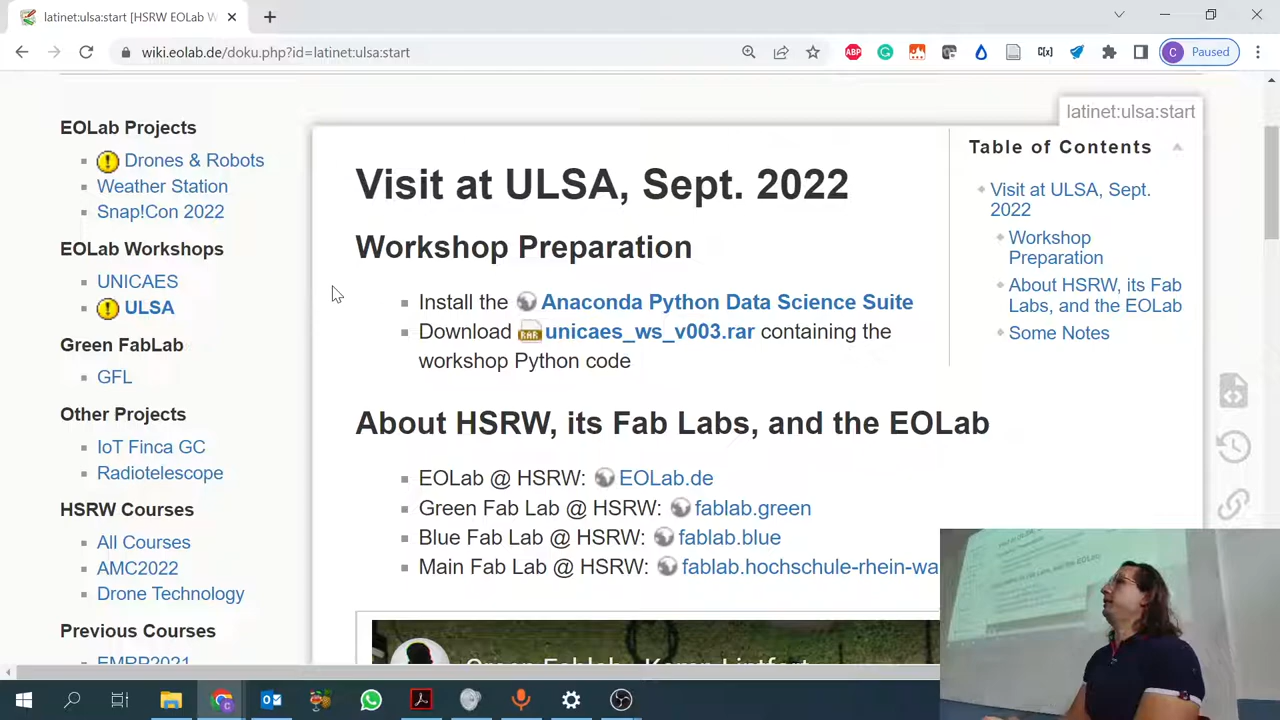 latinet:ulsa:start [HSRW EOLab W
wiki.eolab.de/doku.php?id=latinet:ulsa:start
ABP
C(x)
C
Paused
latinet:ulsa:start
EOLab Projects
Drones & Robots
Weather Station
Snap!Con 2022
EOLab Workshops
UNICAES
ULSA
Green FabLab
GFL
Other Projects
IoT Finca GC
Radiotelescope
HSRW Courses
All Courses
AMC2022
Drone Technology
Previous Courses
EMRP2021
Visit at ULSA, Sept. 2022
Workshop Preparation
Install the Anaconda Python Data Science Suite
Download unicaes_ws_v003.rar containing the
workshop Python code
About HSRW, its Fab Labs, and the EOLab
EOLab @ HSRW: EOLab.de
Green Fab Lab @ HSRW: fablab.green
Blue Fab Lab @ HSRW: fablab.blue
Main Fab Lab @ HSRW: fablab.hochschule-rhein-wa
Green Fablab - Kamp-Lintfort
Table of Contents
Visit at ULSA, Sept.
2022
Workshop
Preparation
About HSRW, its Fab
Labs, and the EOLab
Some Notes